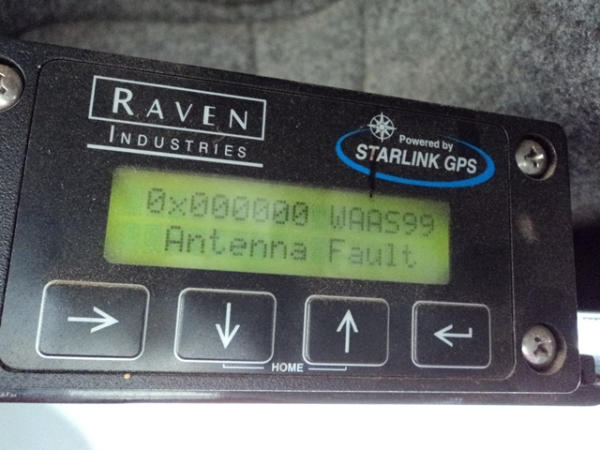 RAVEN
INDUSTRIES
Powered by
STARLINK GPS
0x000000 WAAS99
Antenna Fault
HOME